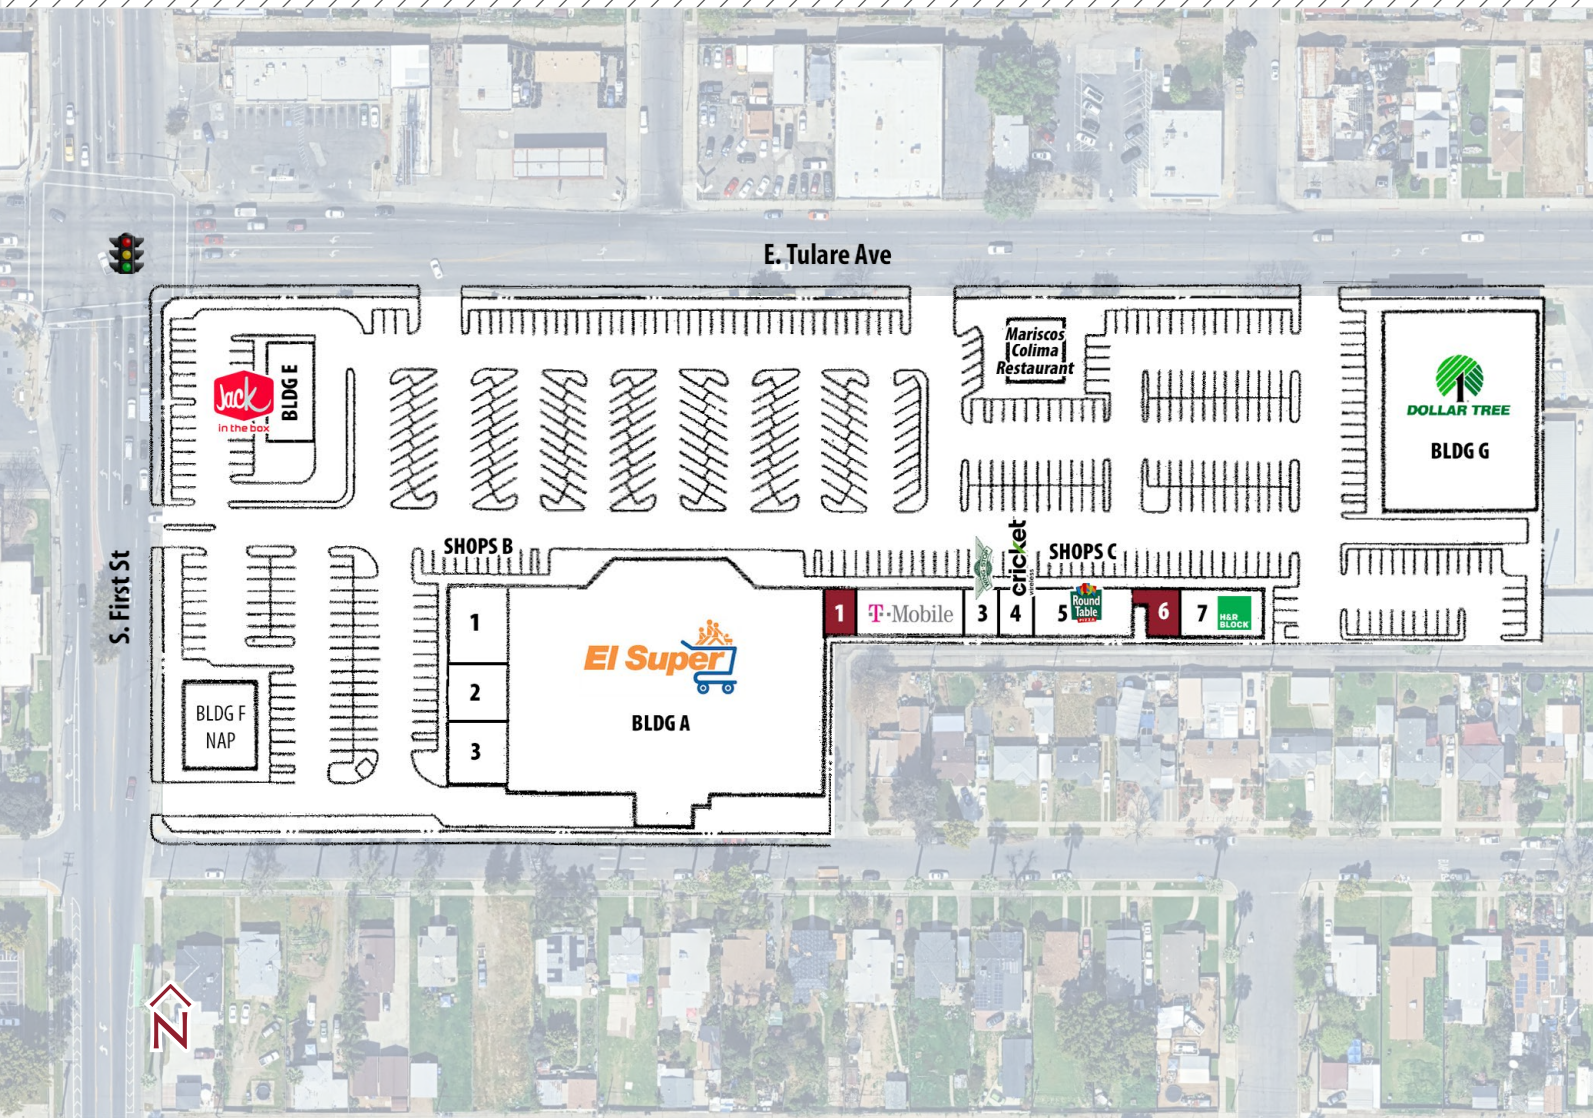 E. Tulare Ave
S. First St
Jack
in the box
BLDG E
Mariscos
Colima
Restaurant
DOLLAR TREE
BLDG G
SHOPS B
SHOPS C
1
2
3
El Super
BLDG A
1
T-Mobile
3
WINGSTOP
4
cricket
wireless
5
Round
Table
PIZZA
6
7
H&R
BLOCK
BLDG F
NAP
N